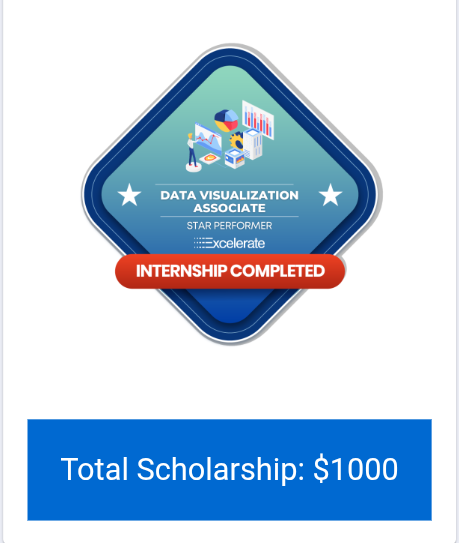 DATA VISUALIZATION
ASSOCIATE
STAR PERFORMER
Excelerate
INTERNSHIP COMPLETED
Total Scholarship: $1000